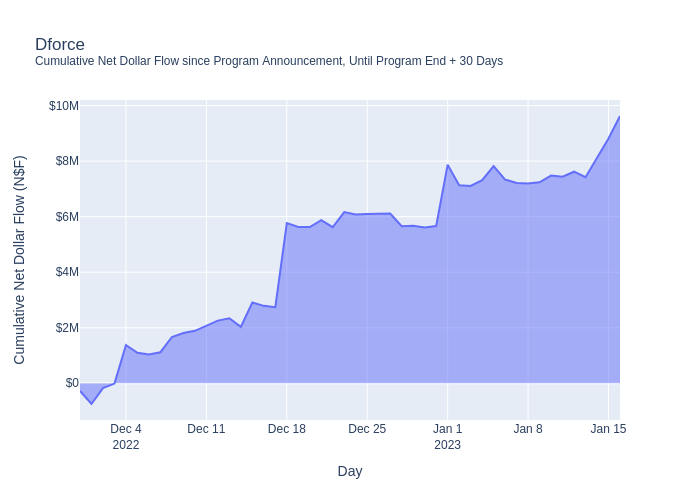 Dforce
Cumulative Net Dollar Flow since Program Announcement, Until Program End + 30 Days
Cumulative Net Dollar Flow (N$F)
$10M
$8M
$6M
$4M
$2M
$0
Dec 4
2022
Dec 11
Dec 18
Dec 25
Jan 1
2023
Jan 8
Jan 15
Day